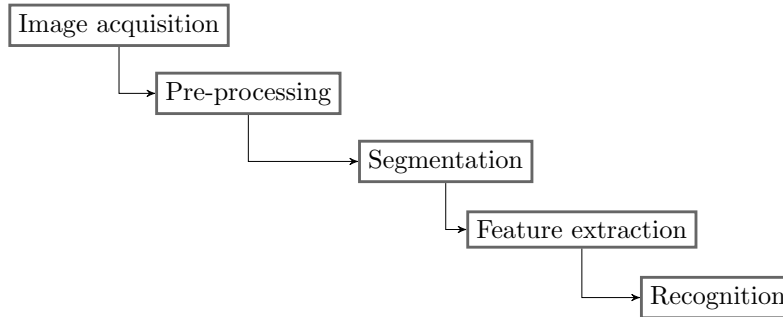 Image acquisition
Pre-processing
Segmentation
Feature extraction
Recognition